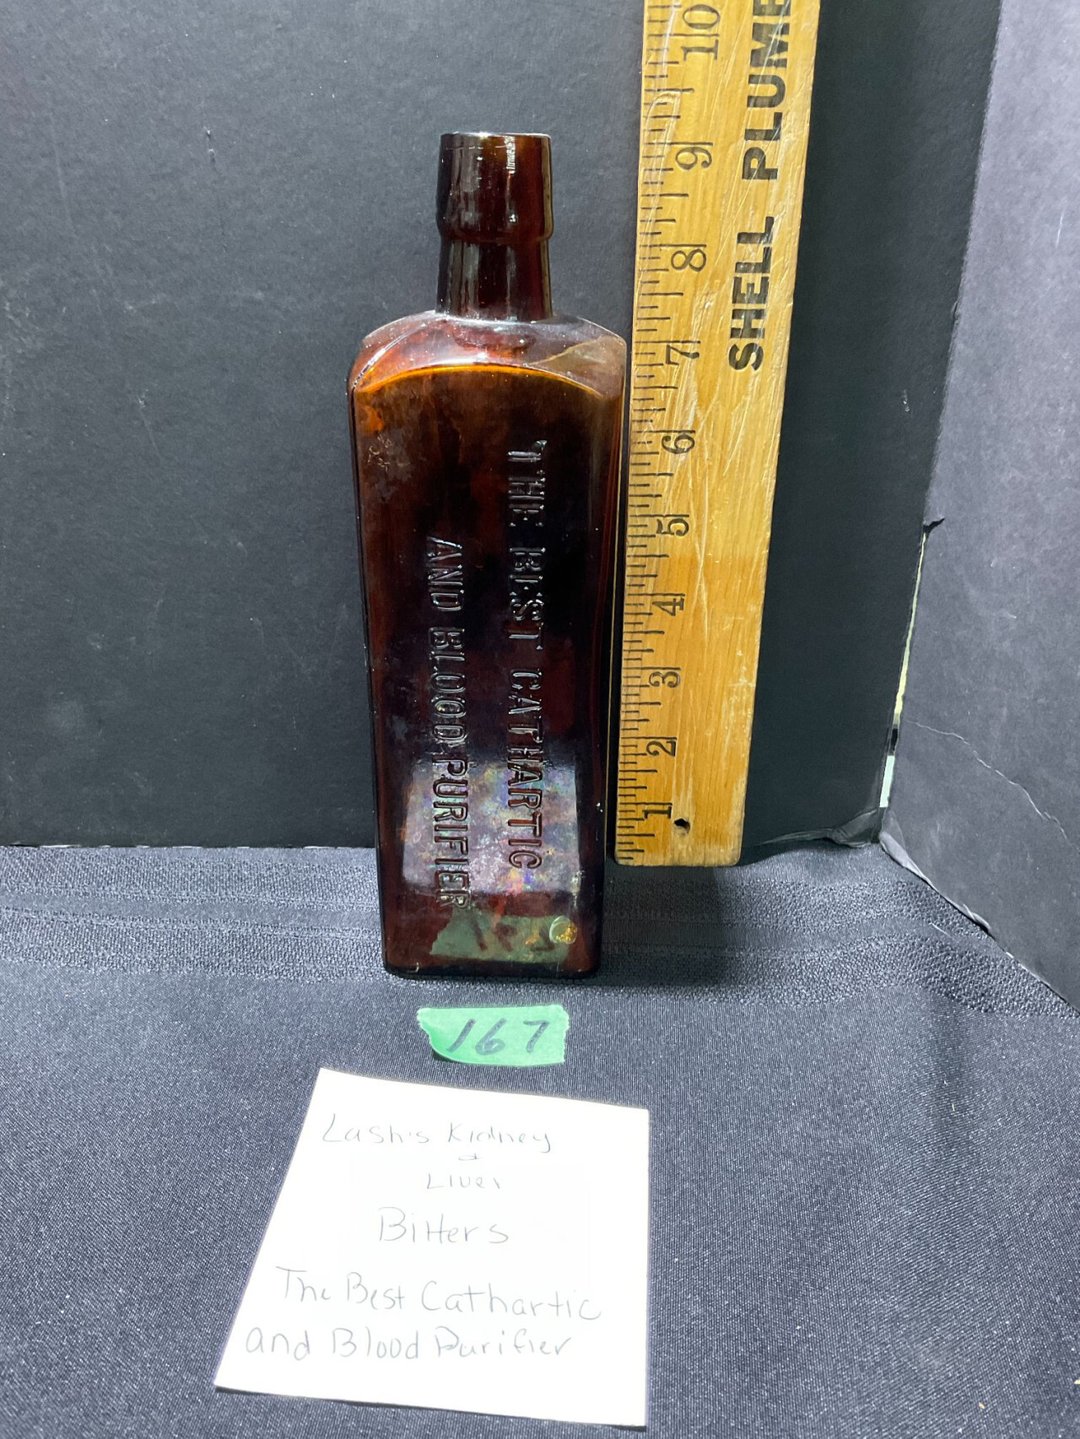 THE BEST CATHARTIC
AND BLOOD PURIFIER
SHELL PLUMB
10
9
8
7
6
5
4
3
2
1
167
Lash's Kidney
&
Liver
Bitters
The Best Cathartic
and Blood Purifier